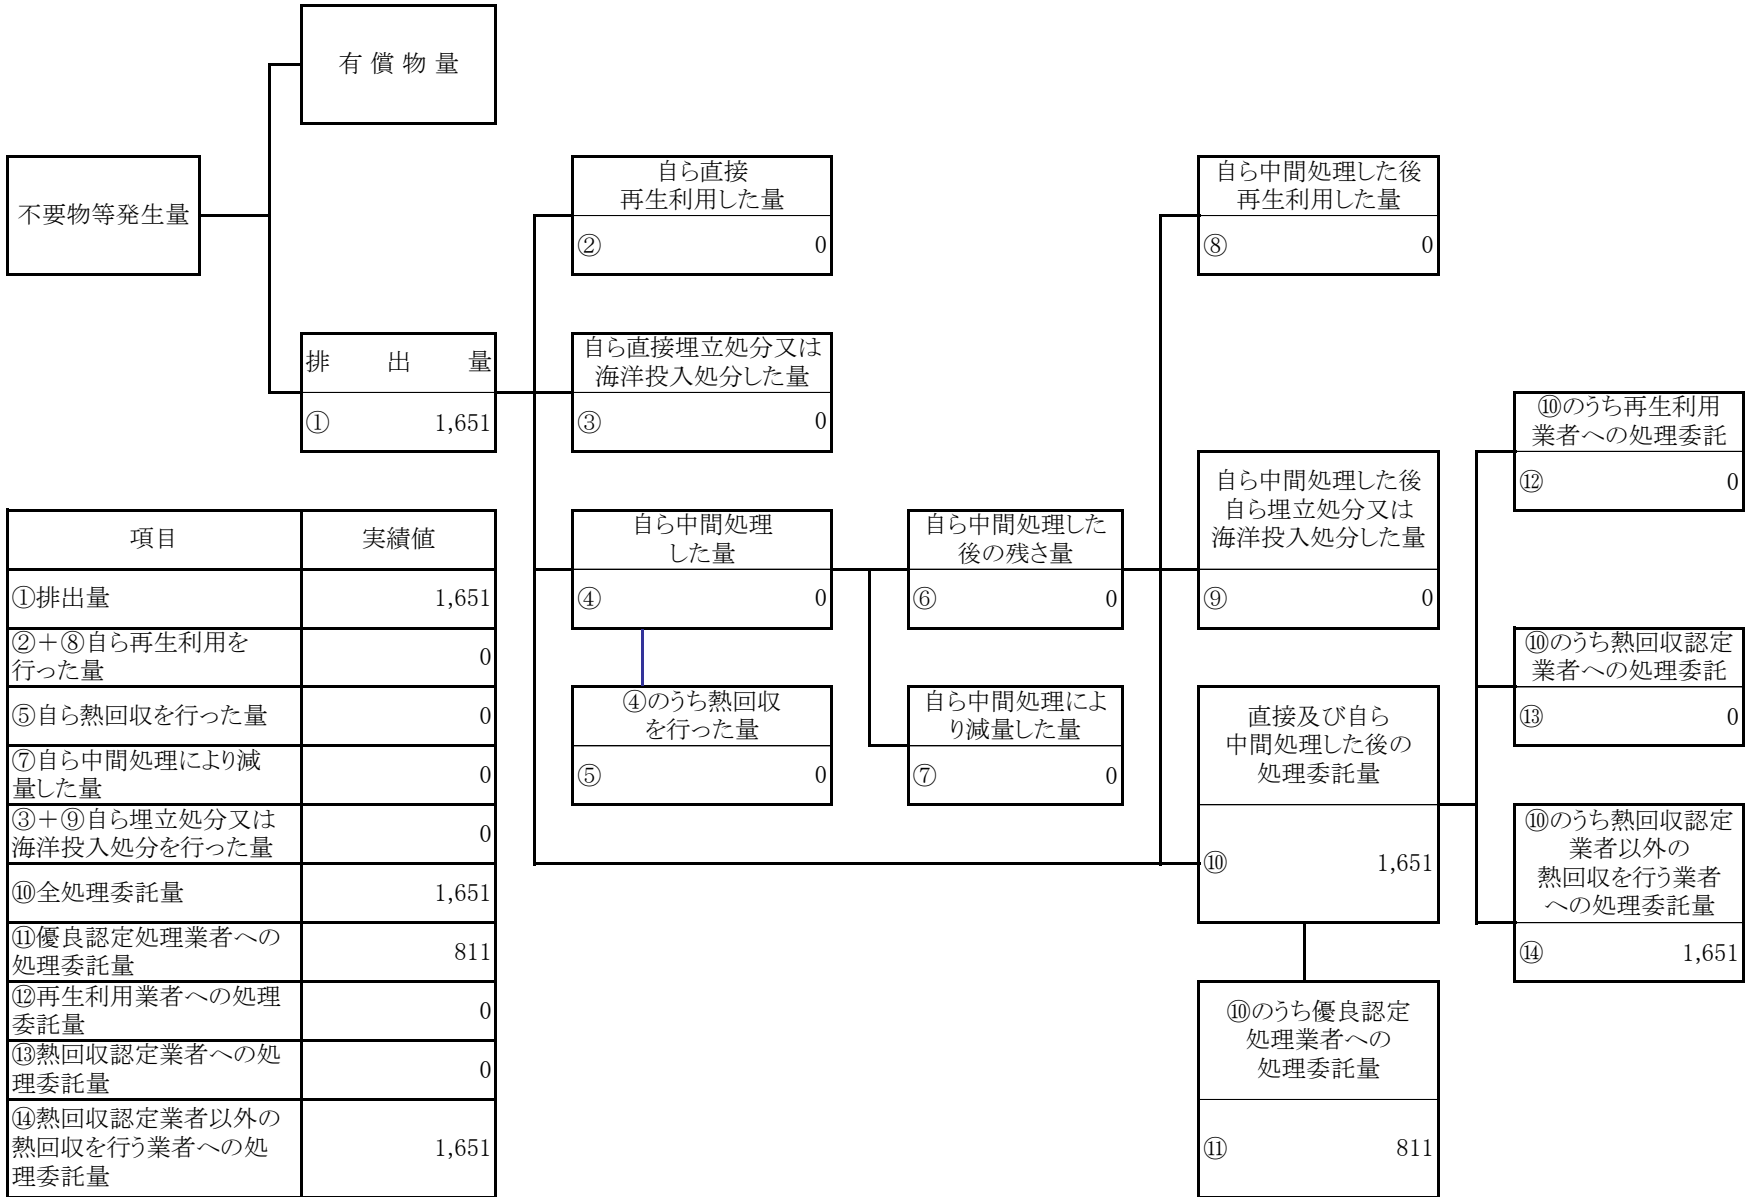 有償物量
不要物等発生量
排出量
① 1,651
自ら直接
再生利用した量
② 0
自ら直接埋立処分又は
海洋投入処分した量
③ 0
自ら中間処理
した量
④ 0
④のうち熱回収
を行った量
⑤ 0
自ら中間処理した
後の残さ量
⑥ 0
自ら中間処理によ
り減量した量
⑦ 0
自ら中間処理した後
再生利用した量
⑧ 0
自ら中間処理した後
自ら埋立処分又は
海洋投入処分した量
⑨ 0
直接及び自ら
中間処理した後の
処理委託量
⑩ 1,651
⑩のうち優良認定
処理業者への
処理委託量
⑪ 811
⑩のうち再生利用
業者への処理委託
⑫ 0
⑩のうち熱回収認定
業者への処理委託
⑬ 0
⑩のうち熱回収認定
業者以外の
熱回収を行う業者
への処理委託量
⑭ 1,651
項目 実績値
①排出量 1,651
②+⑧自ら再生利用を
行った量 0
⑤自ら熱回収を行った量 0
⑦自ら中間処理により減
量した量 0
③+⑨自ら埋立処分又は
海洋投入処分を行った量 0
⑩全処理委託量 1,651
⑪優良認定処理業者への
処理委託量 811
⑫再生利用業者への処理
委託量 0
⑬熱回収認定業者への処
理委託量 0
⑭熱回収認定業者以外の
熱回収を行う業者への処
理委託量 1,651